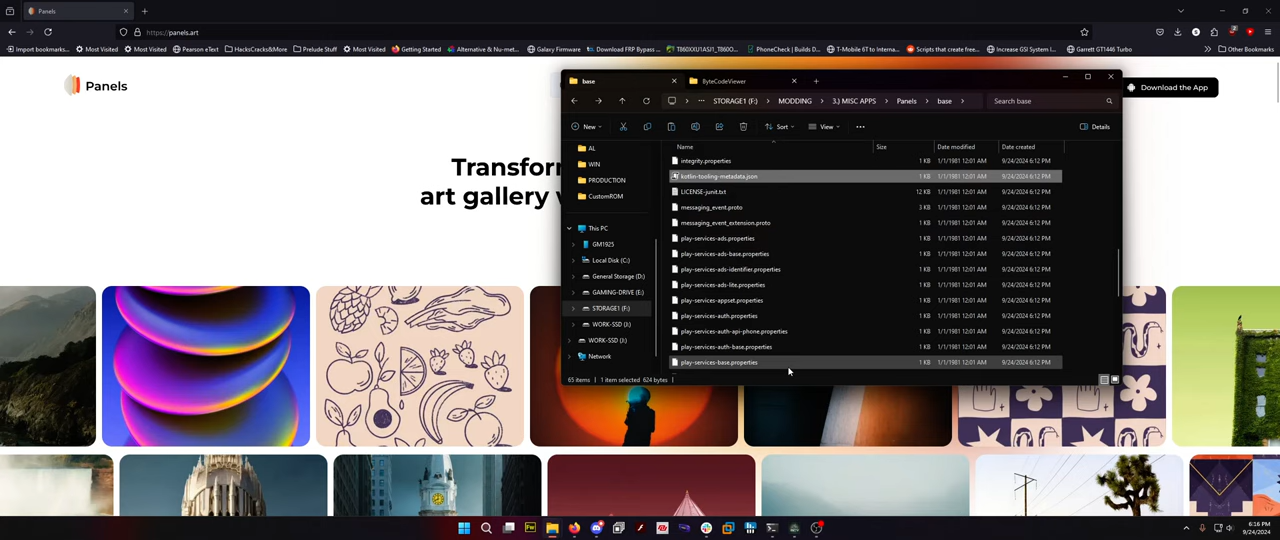 Panels
https://panels.art
Import bookmarks...
Most Visited
Pearson eText
HacksCracks&More
Prelude Stuff
Most Visited
Getting Started
Alternative & Nu-met...
Galaxy Firmware
Download FRP Bypass ...
T860XXU1ASJ1_T860...
PhoneCheck | Builds D...
T-Mobile 6T to Interna...
Scripts that create free...
Increase GSI System I...
Garrett GT1446 Turbo
Other Bookmarks
Panels
Download the App
Transform
art gallery w
base
ByteCodeViewer
STORAGE1 (F:)
MODDING
3.) MISC APPS
Panels
base
Search base
New
Sort
View
Details
AL
WIN
PRODUCTION
CustomROM
This PC
GM1925
Local Disk (C:)
General Storage (D:)
GAMING-DRIVE (E:)
STORAGE1 (F:)
WORK-SSD (J:)
WORK-SSD (J:)
Network
Name Size Date modified Date created
integrity.properties 1 KB 1/1/1981 12:01 AM 9/24/2024 6:12 PM
kotlin-tooling-metadata.json 1 KB 1/1/1981 12:01 AM 9/24/2024 6:12 PM
LICENSE-junit.txt 12 KB 1/1/1981 12:01 AM 9/24/2024 6:12 PM
messaging_event.proto 3 KB 1/1/1981 12:01 AM 9/24/2024 6:12 PM
messaging_event_extension.proto 1 KB 1/1/1981 12:01 AM 9/24/2024 6:12 PM
play-services-ads.properties 1 KB 1/1/1981 12:01 AM 9/24/2024 6:12 PM
play-services-ads-base.properties 1 KB 1/1/1981 12:01 AM 9/24/2024 6:12 PM
play-services-ads-identifier.properties 1 KB 1/1/1981 12:01 AM 9/24/2024 6:12 PM
play-services-ads-lite.properties 1 KB 1/1/1981 12:01 AM 9/24/2024 6:12 PM
play-services-appset.properties 1 KB 1/1/1981 12:01 AM 9/24/2024 6:12 PM
play-services-auth.properties 1 KB 1/1/1981 12:01 AM 9/24/2024 6:12 PM
play-services-auth-api-phone.properties 1 KB 1/1/1981 12:01 AM 9/24/2024 6:12 PM
play-services-auth-base.properties 1 KB 1/1/1981 12:01 AM 9/24/2024 6:12 PM
play-services-base.properties 1 KB 1/1/1981 12:01 AM 9/24/2024 6:12 PM
65 items 1 item selected 624 bytes
6:16 PM
9/24/2024